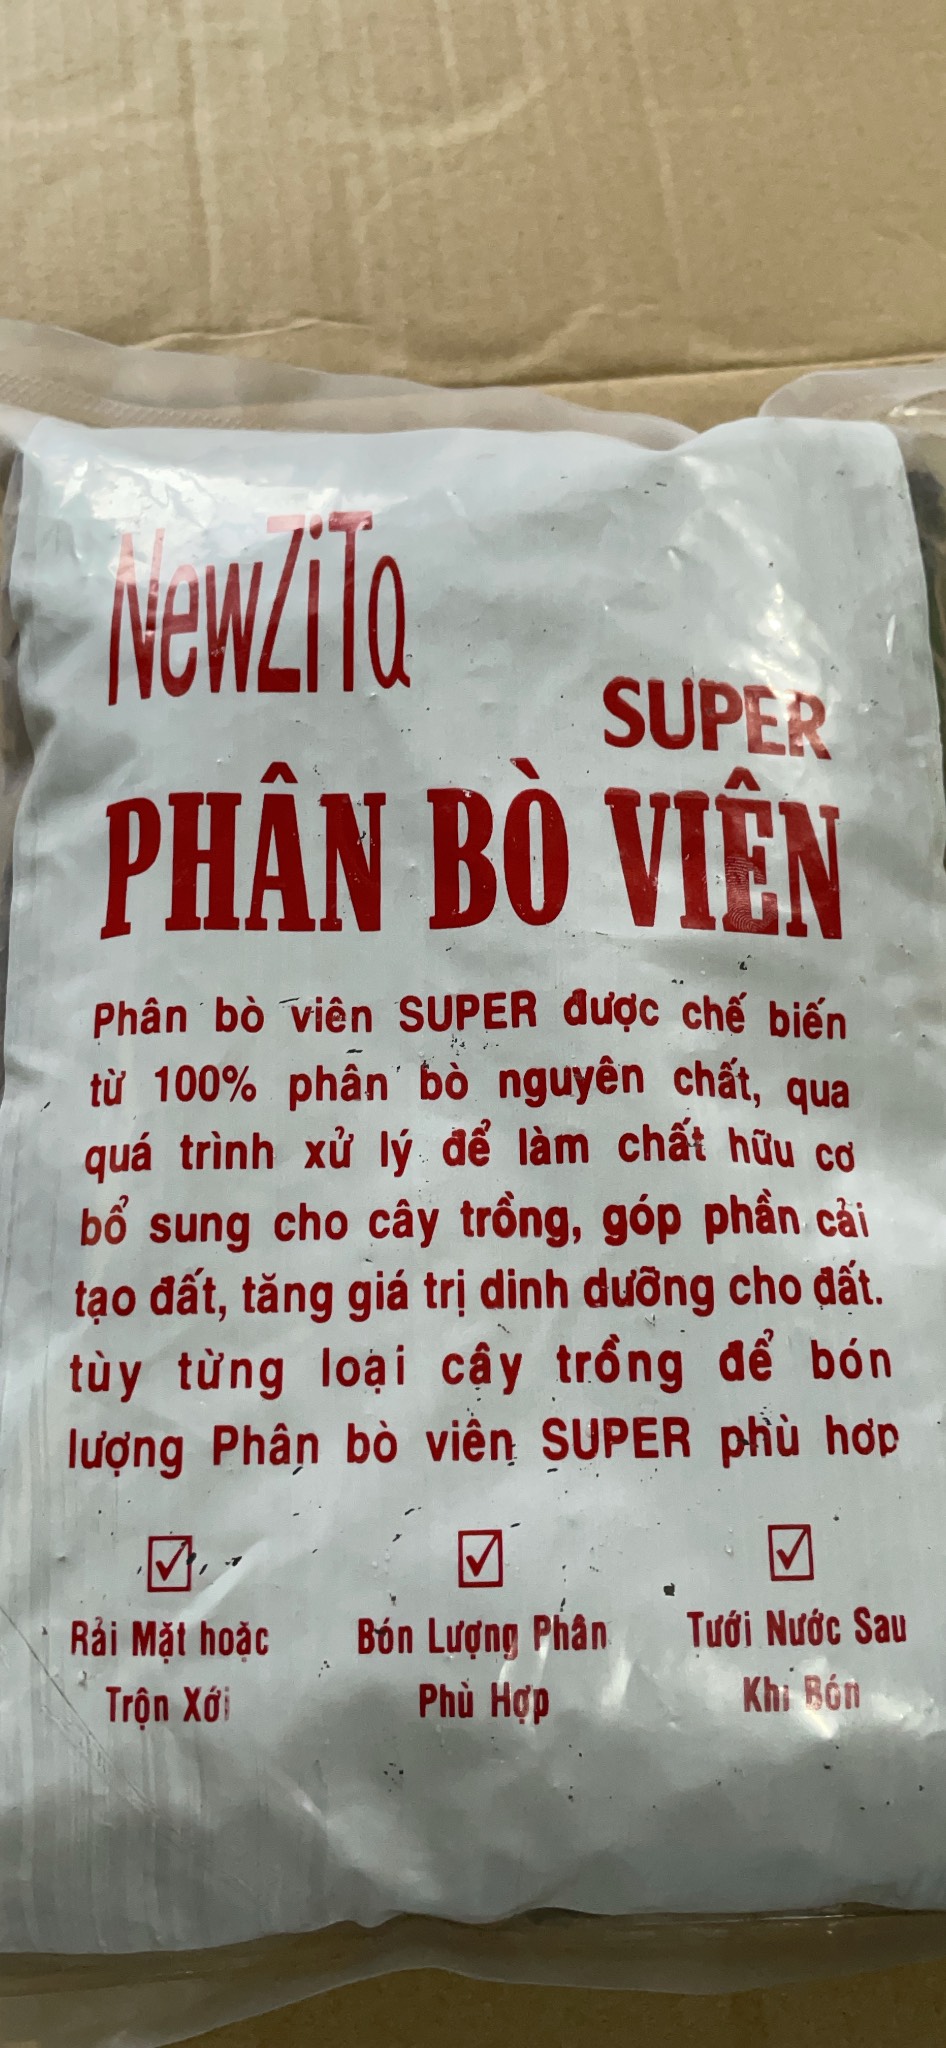 NewZiTa
SUPER
PHÂN BÒ VIÊN
Phân bò viên SUPER được chế biến
từ 100% phân bò nguyên chất, qua
quá trình xử lý để làm chất hữu cơ
bổ sung cho cây trồng, góp phần cải
tạo đất, tăng giá trị dinh dưỡng cho đất.
tùy từng loại cây trồng để bón
lượng Phân bò viên SUPER phù hơp
Rải Mặt hoặc
Trộn Xới
Bón Lượng Phân
Phù Hợp
Tưới Nước Sau
Khi Bón